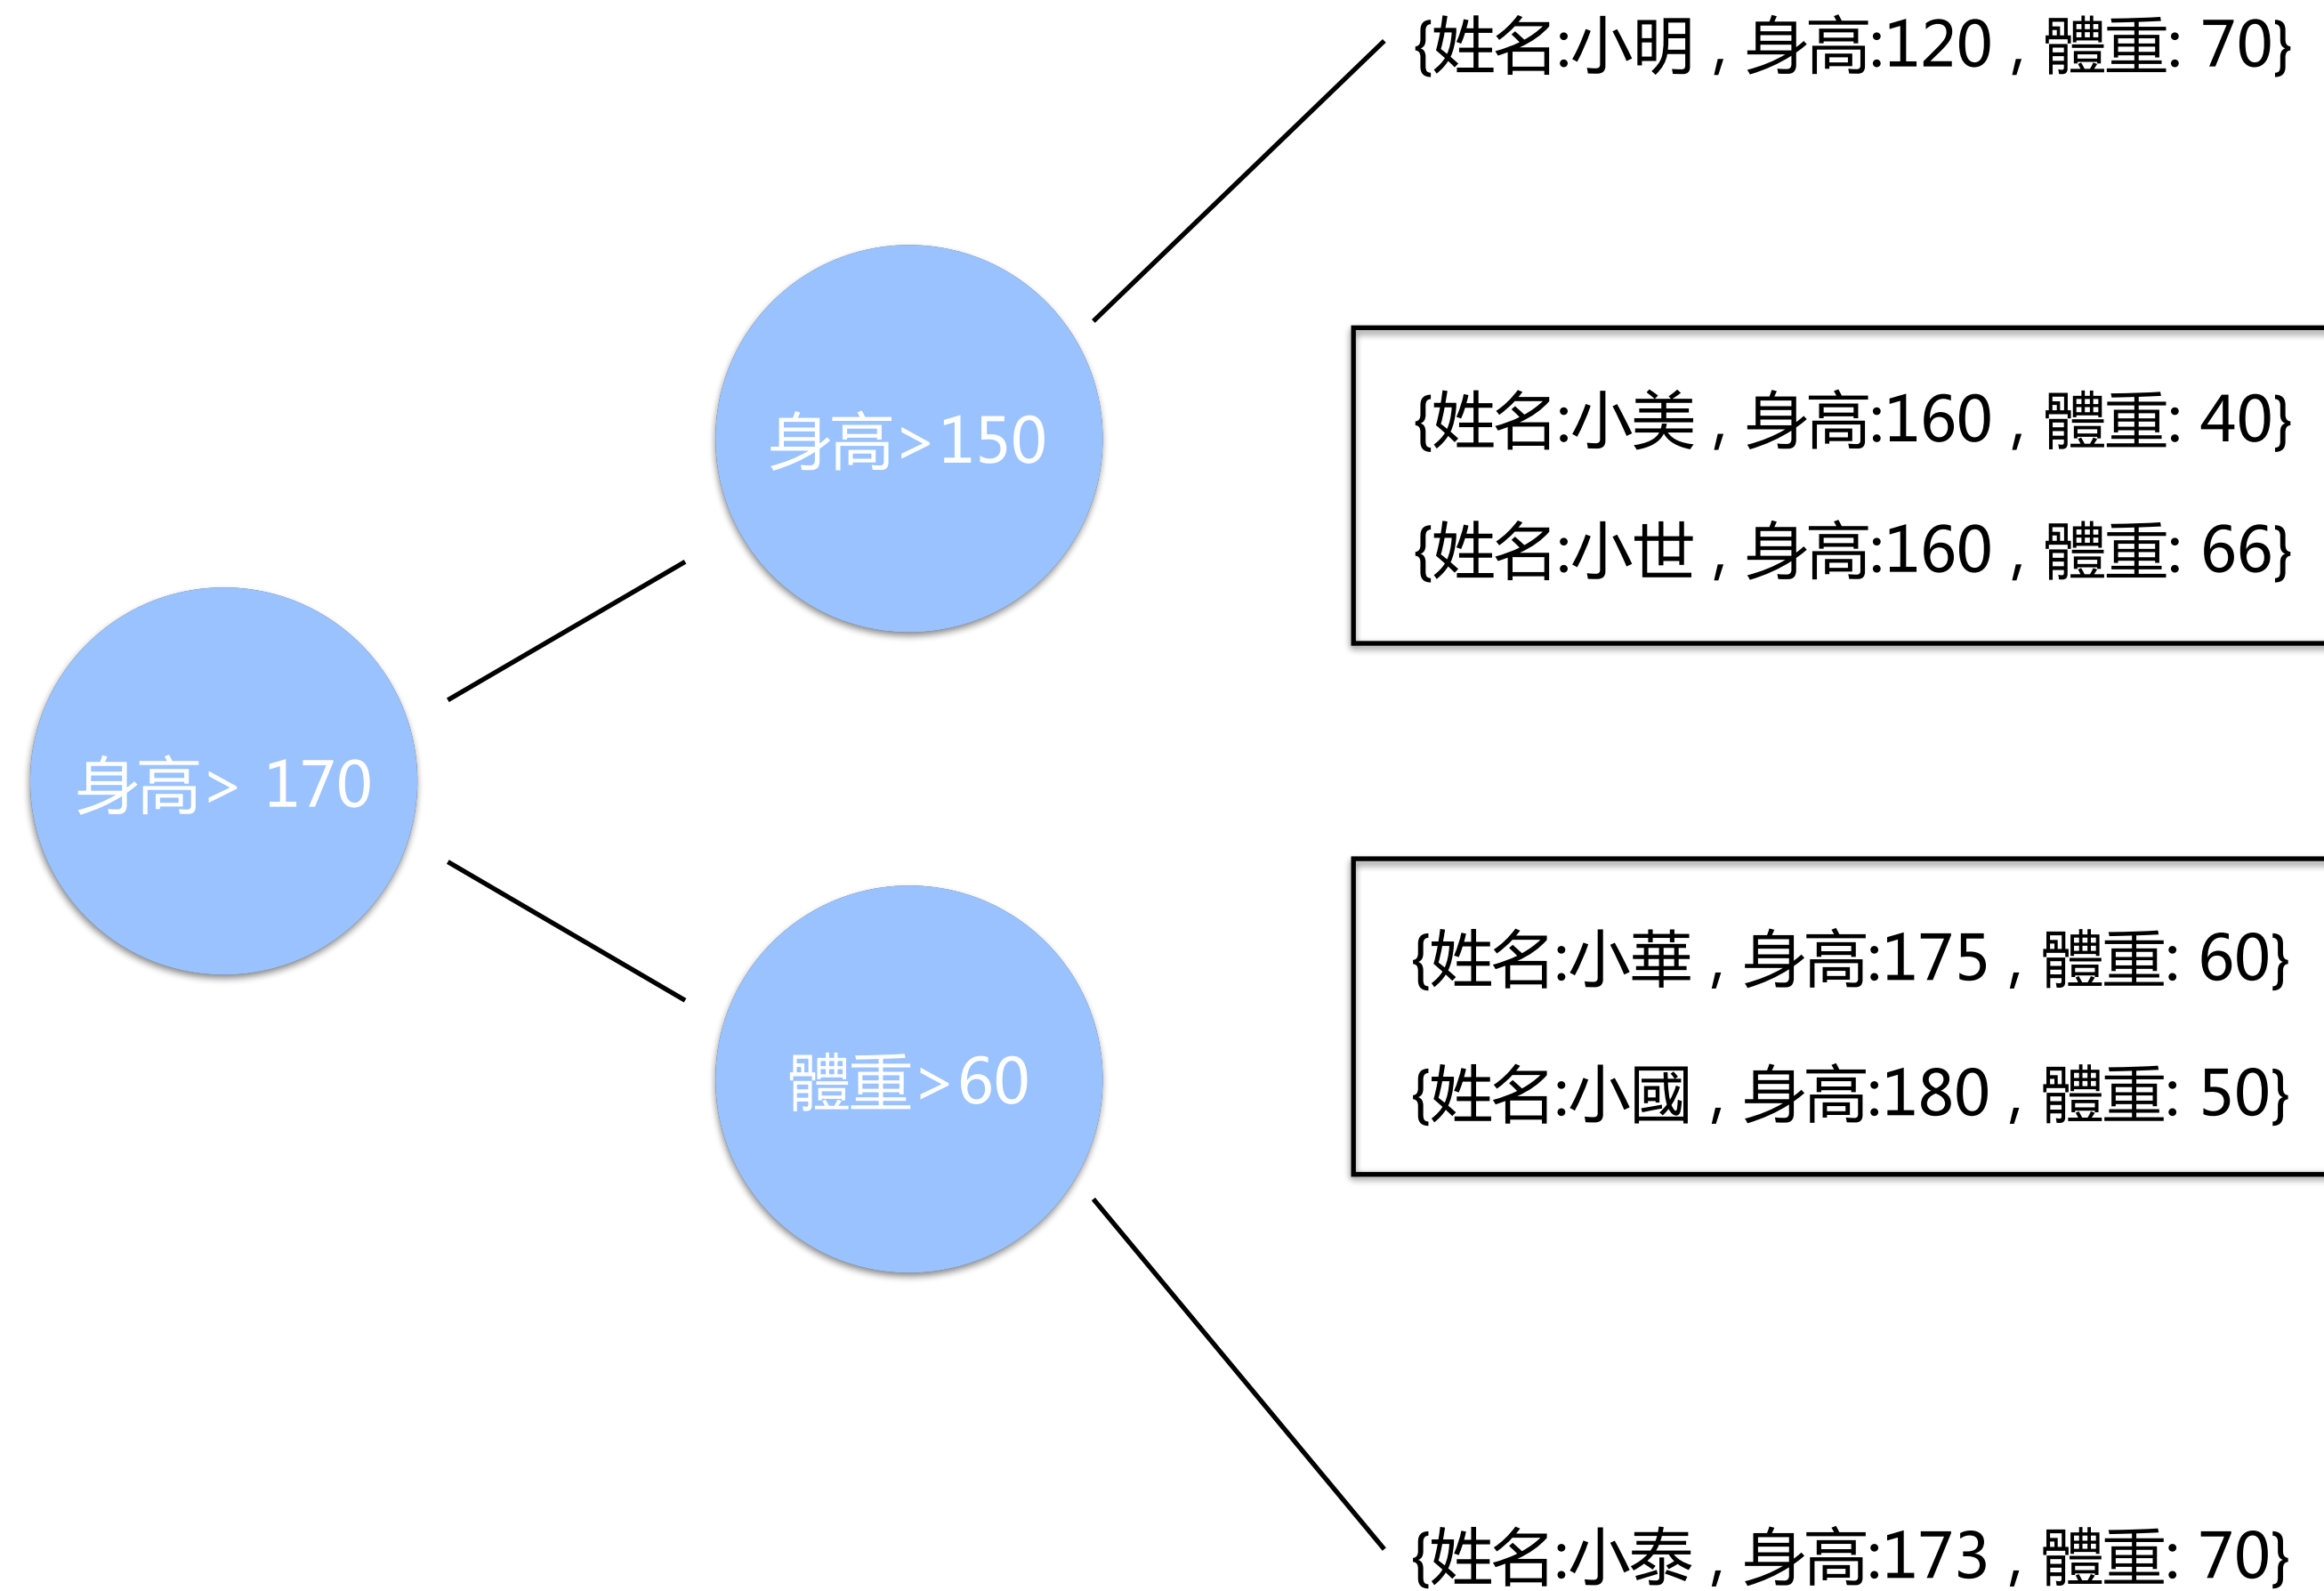 {姓名:小明 , 身高:120 , 體重: 70}
身高>150
{姓名:小美 , 身高:160 , 體重: 40}
{姓名:小世 , 身高:160 , 體重: 66}
身高> 170
{姓名:小華 , 身高:175 , 體重: 60}
{姓名:小國 , 身高:180 , 體重: 50}
體重>60
{姓名:小泰 , 身高:173 , 體重: 70}